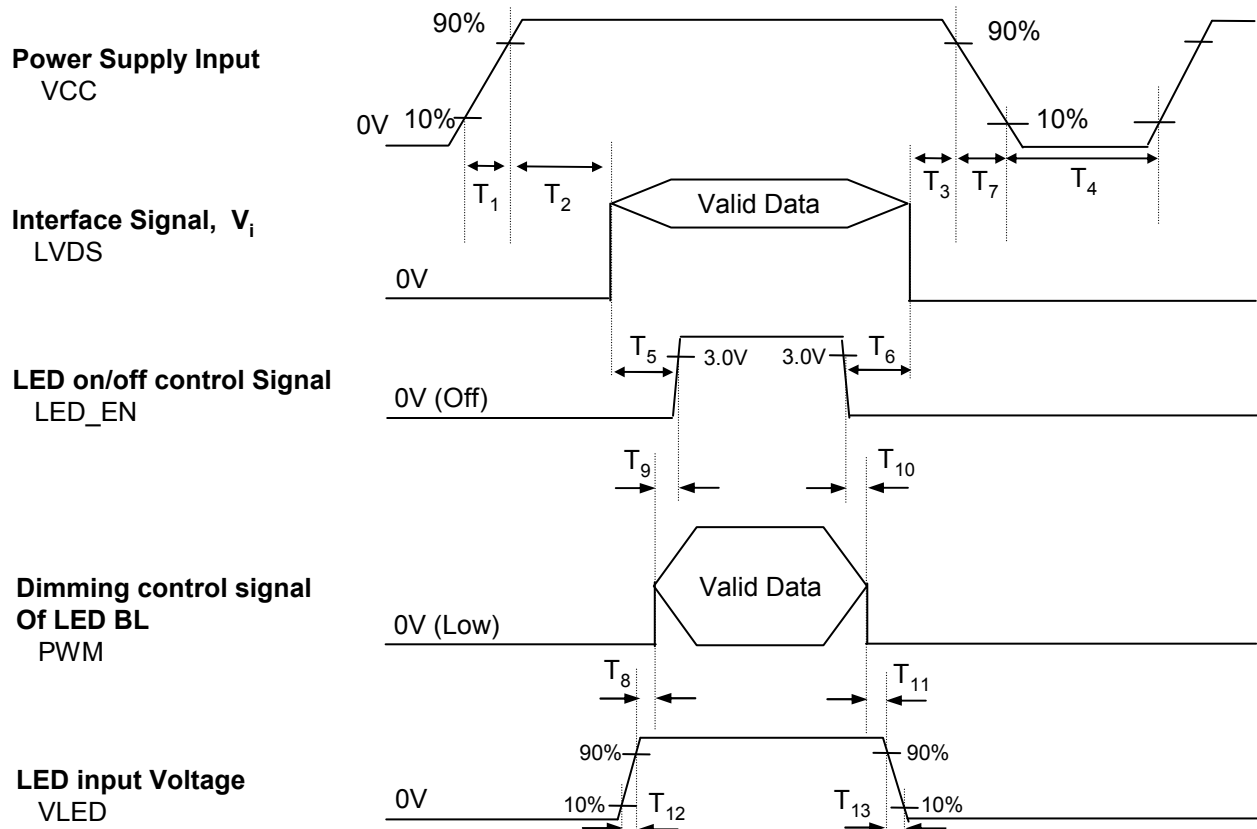 90%
90%
Power Supply Input
VCC
0V
10%
10%
T1
T2
T3
T7
T4
Valid Data
Interface Signal, Vi
LVDS
0V
T5
3.0V
3.0V
T6
LED on/off control Signal
LED_EN
0V (Off)
T9
T10
Dimming control signal
Of LED BL
PWM
Valid Data
0V (Low)
T8
T11
LED input Voltage
VLED
90%
90%
0V
10%
T12
T13
10%